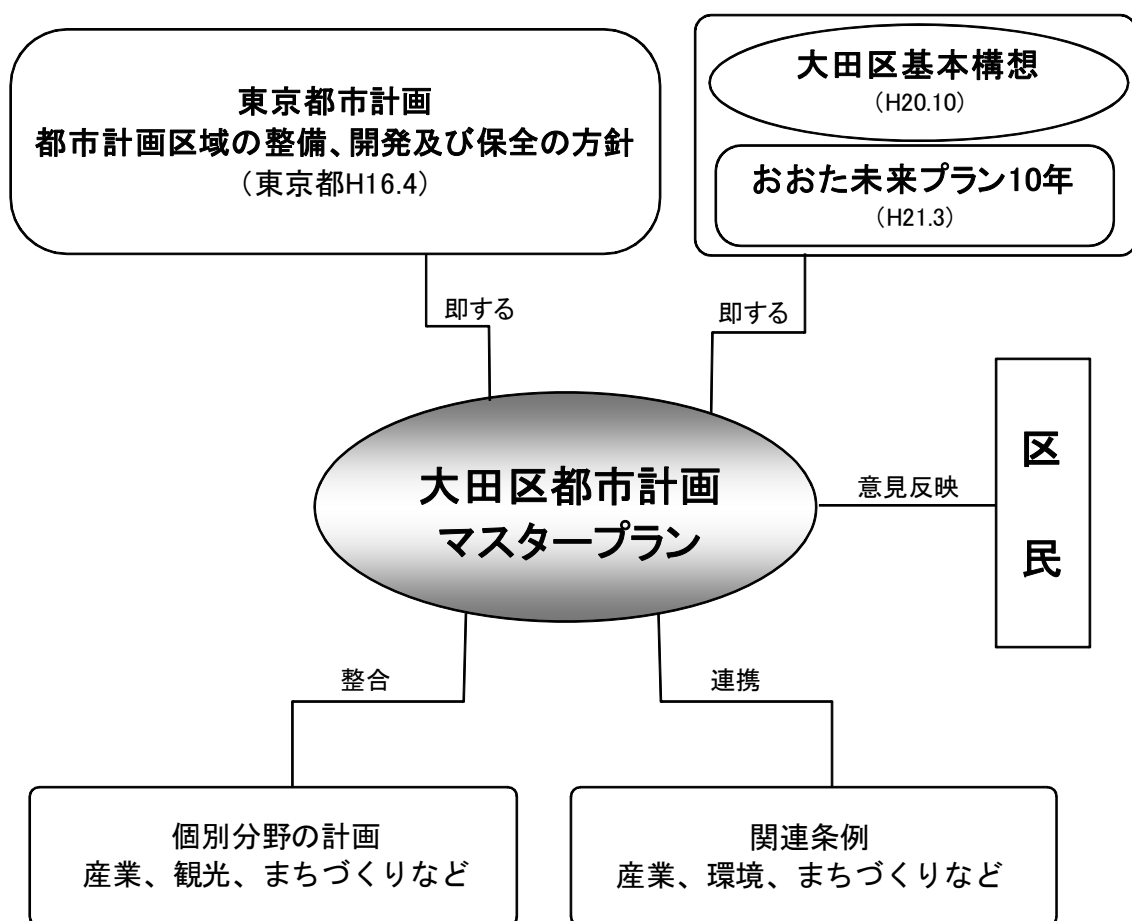 東京都市計画
都市計画区域の整備、開発及び保全の方針
（東京都H16.4）
大田区基本構想
（H20.10）
おおた未来プラン10年
（H21.3）
即する
即する
大田区都市計画
マスタープラン
意見反映
区民
整合
連携
個別分野の計画
産業、観光、まちづくりなど
関連条例
産業、環境、まちづくりなど